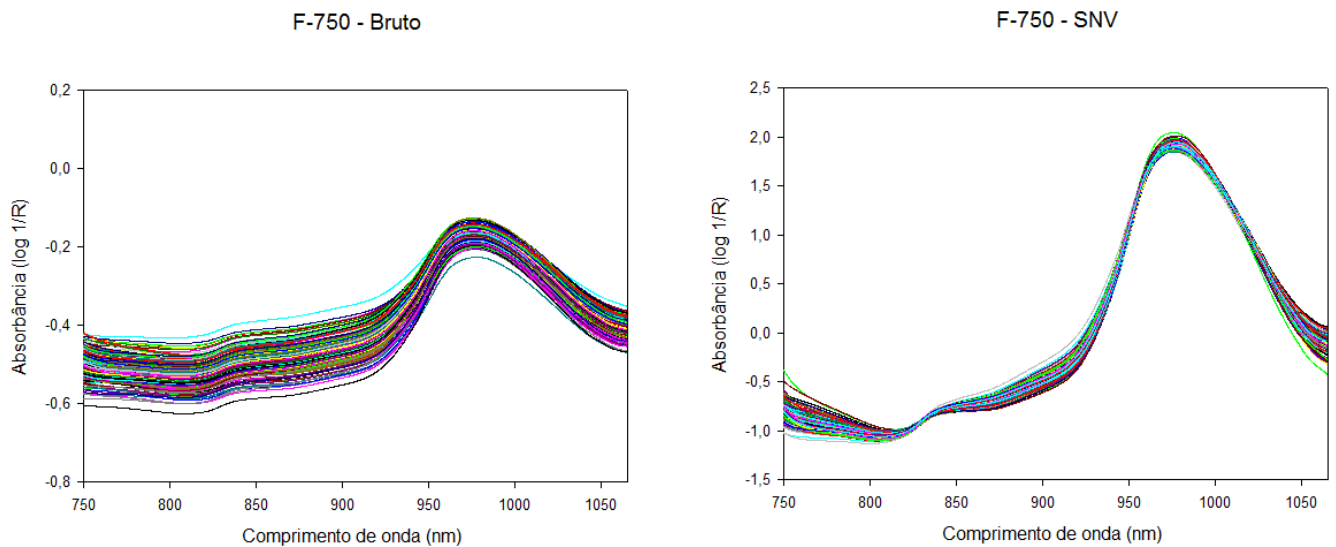 F-750 - Bruto
Absorbância (log 1/R)
0,2
0,0
-0,2
-0,4
-0,6
-0,8
750 800 850 900 950 1000 1050
Comprimento de onda (nm)
F-750 - SNV
Absorbância (log 1/R)
2,5
2,0
1,5
1,0
0,5
0,0
-0,5
-1,0
-1,5
750 800 850 900 950 1000 1050
Comprimento de onda (nm)